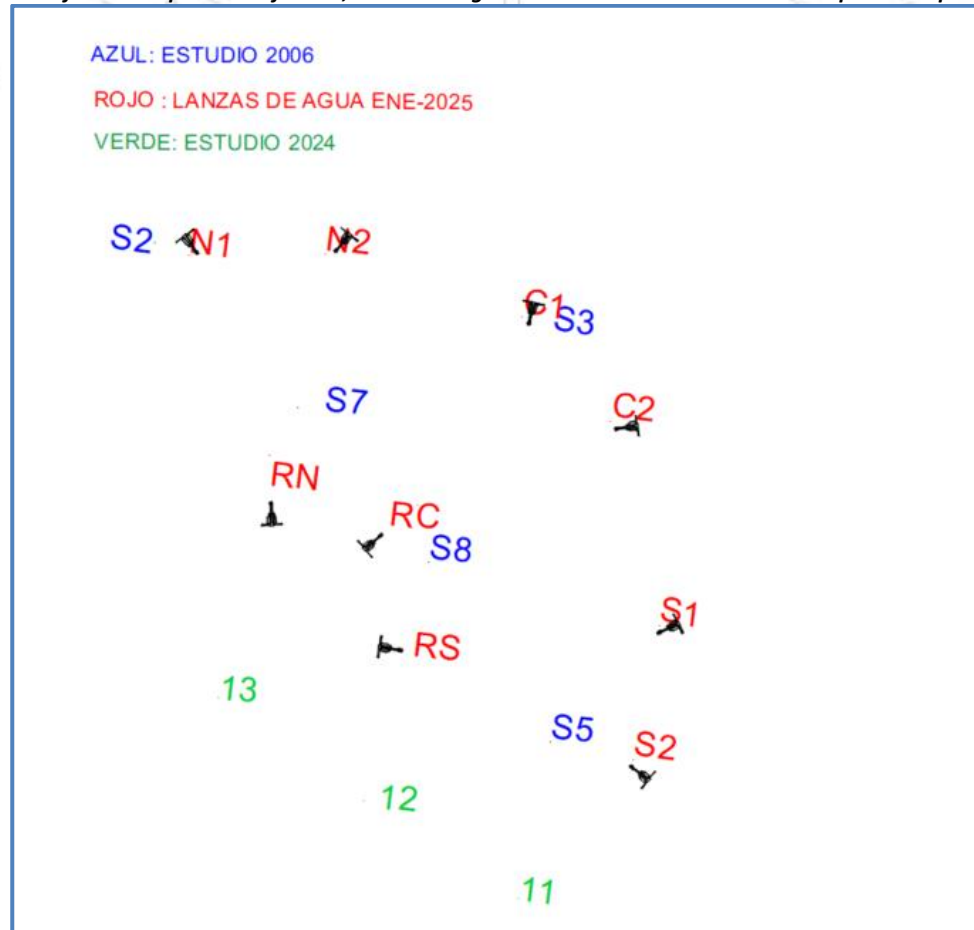 AZUL: ESTUDIO 2006
ROJO : LANZAS DE AGUA ENE-2025
VERDE: ESTUDIO 2024
S2 N1 N2
C1 S3
S7 C2
RN
RC
S8
S1
RS
13
S5 S2
12
11